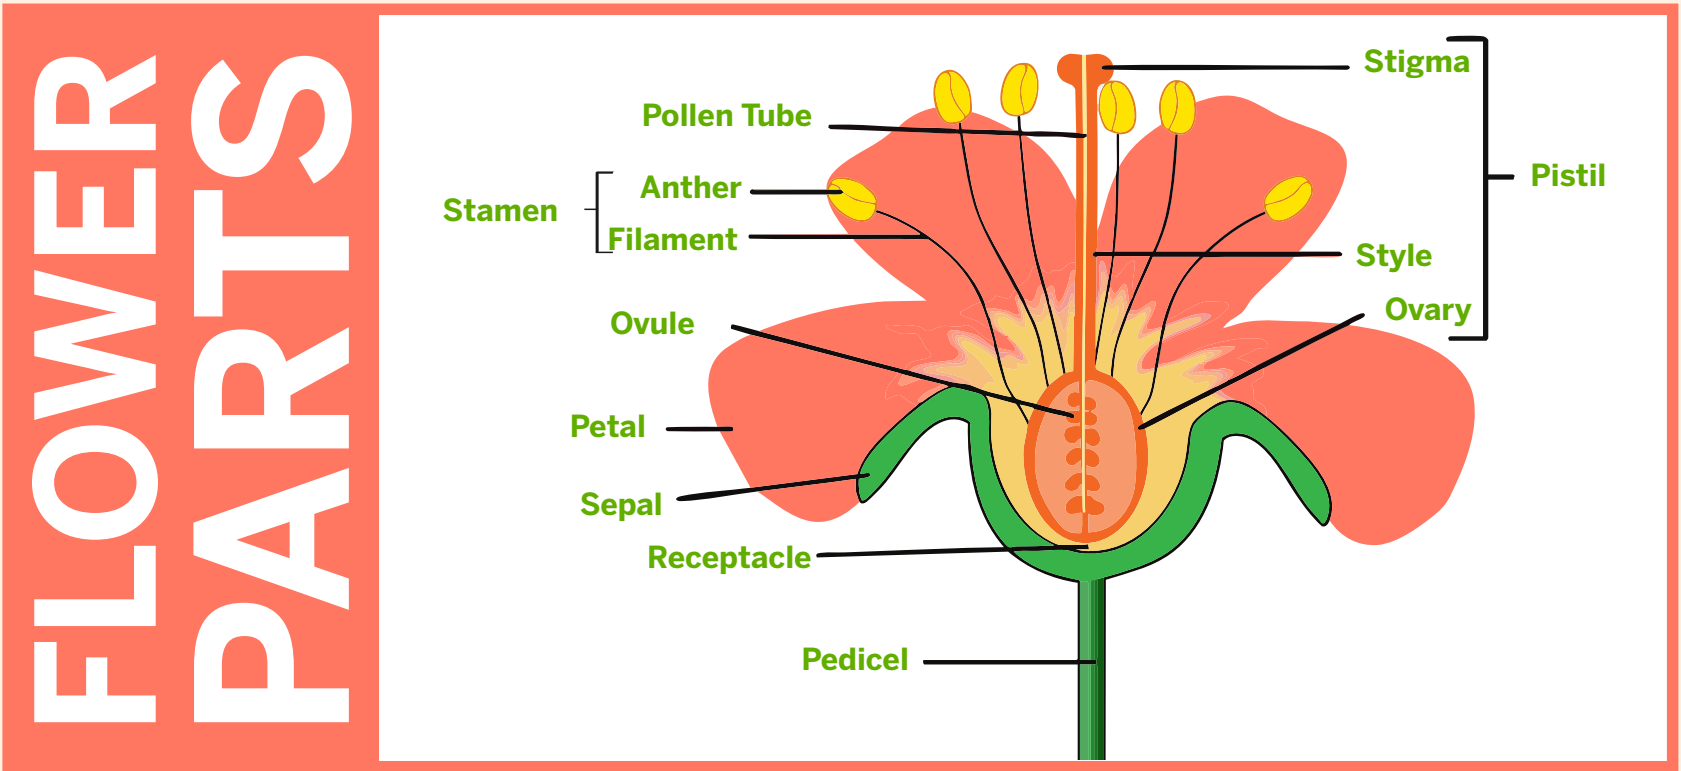 FLOWER
PARTS
Stigma
Pollen Tube
Pistil
Anther
Stamen
Filament
Style
Ovary
Ovule
Petal
Sepal
Receptacle
Pedicel